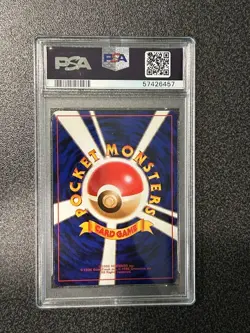 PSA
PSA
57426457
POCKET MONSTERS
CARD GAME